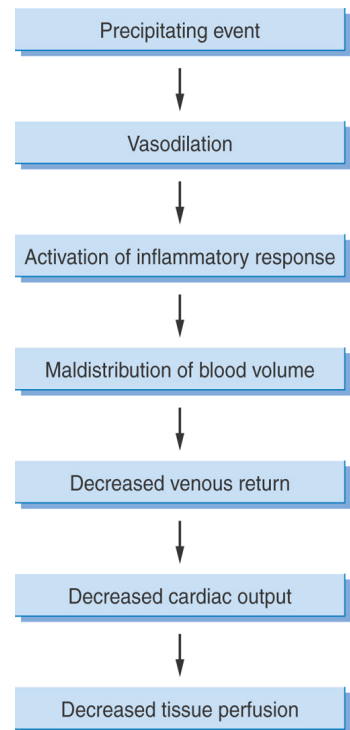 Precipitating event
Vasodilation
Activation of inflammatory response
Maldistribution of blood volume
Decreased venous return
Decreased cardiac output
Decreased tissue perfusion